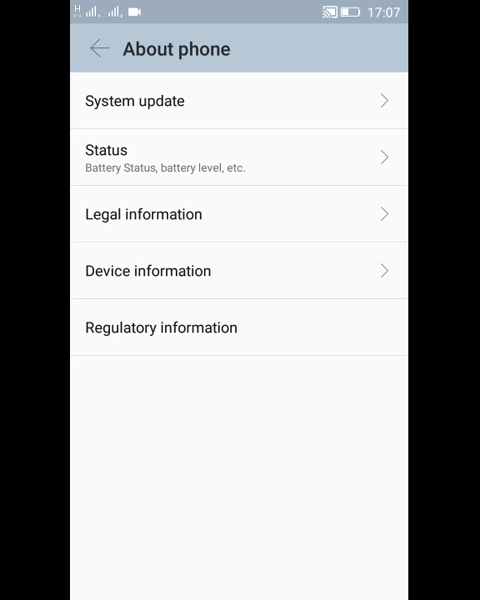 H
17:07
About phone
System update
Status
Battery Status, battery level, etc.
Legal information
Device information
Regulatory information